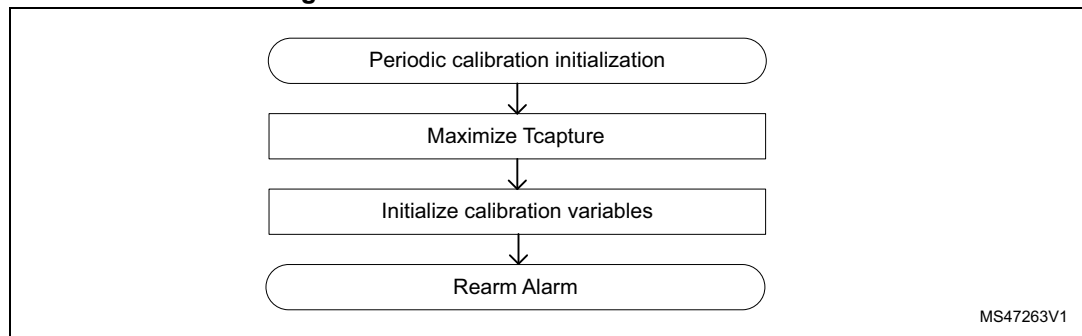 Periodic calibration initialization
Maximize Tcapture
Initialize calibration variables
Rearm Alarm
MS47263V1